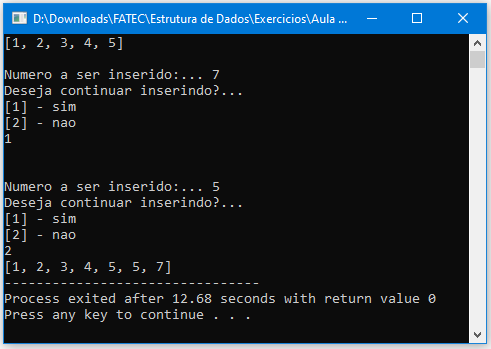 D:\Downloads\FATEC\Estrutura de Dados\Exercicios\Aula ...
[1, 2, 3, 4, 5]
Numero a ser inserido:... 7
Deseja continuar inserindo?...
[1] - sim
[2] - nao
1
Numero a ser inserido:... 5
Deseja continuar inserindo?...
[1] - sim
[2] - nao
2
[1, 2, 3, 4, 5, 5, 7]
--------------------------------
Process exited after 12.68 seconds with return value 0
Press any key to continue . . .